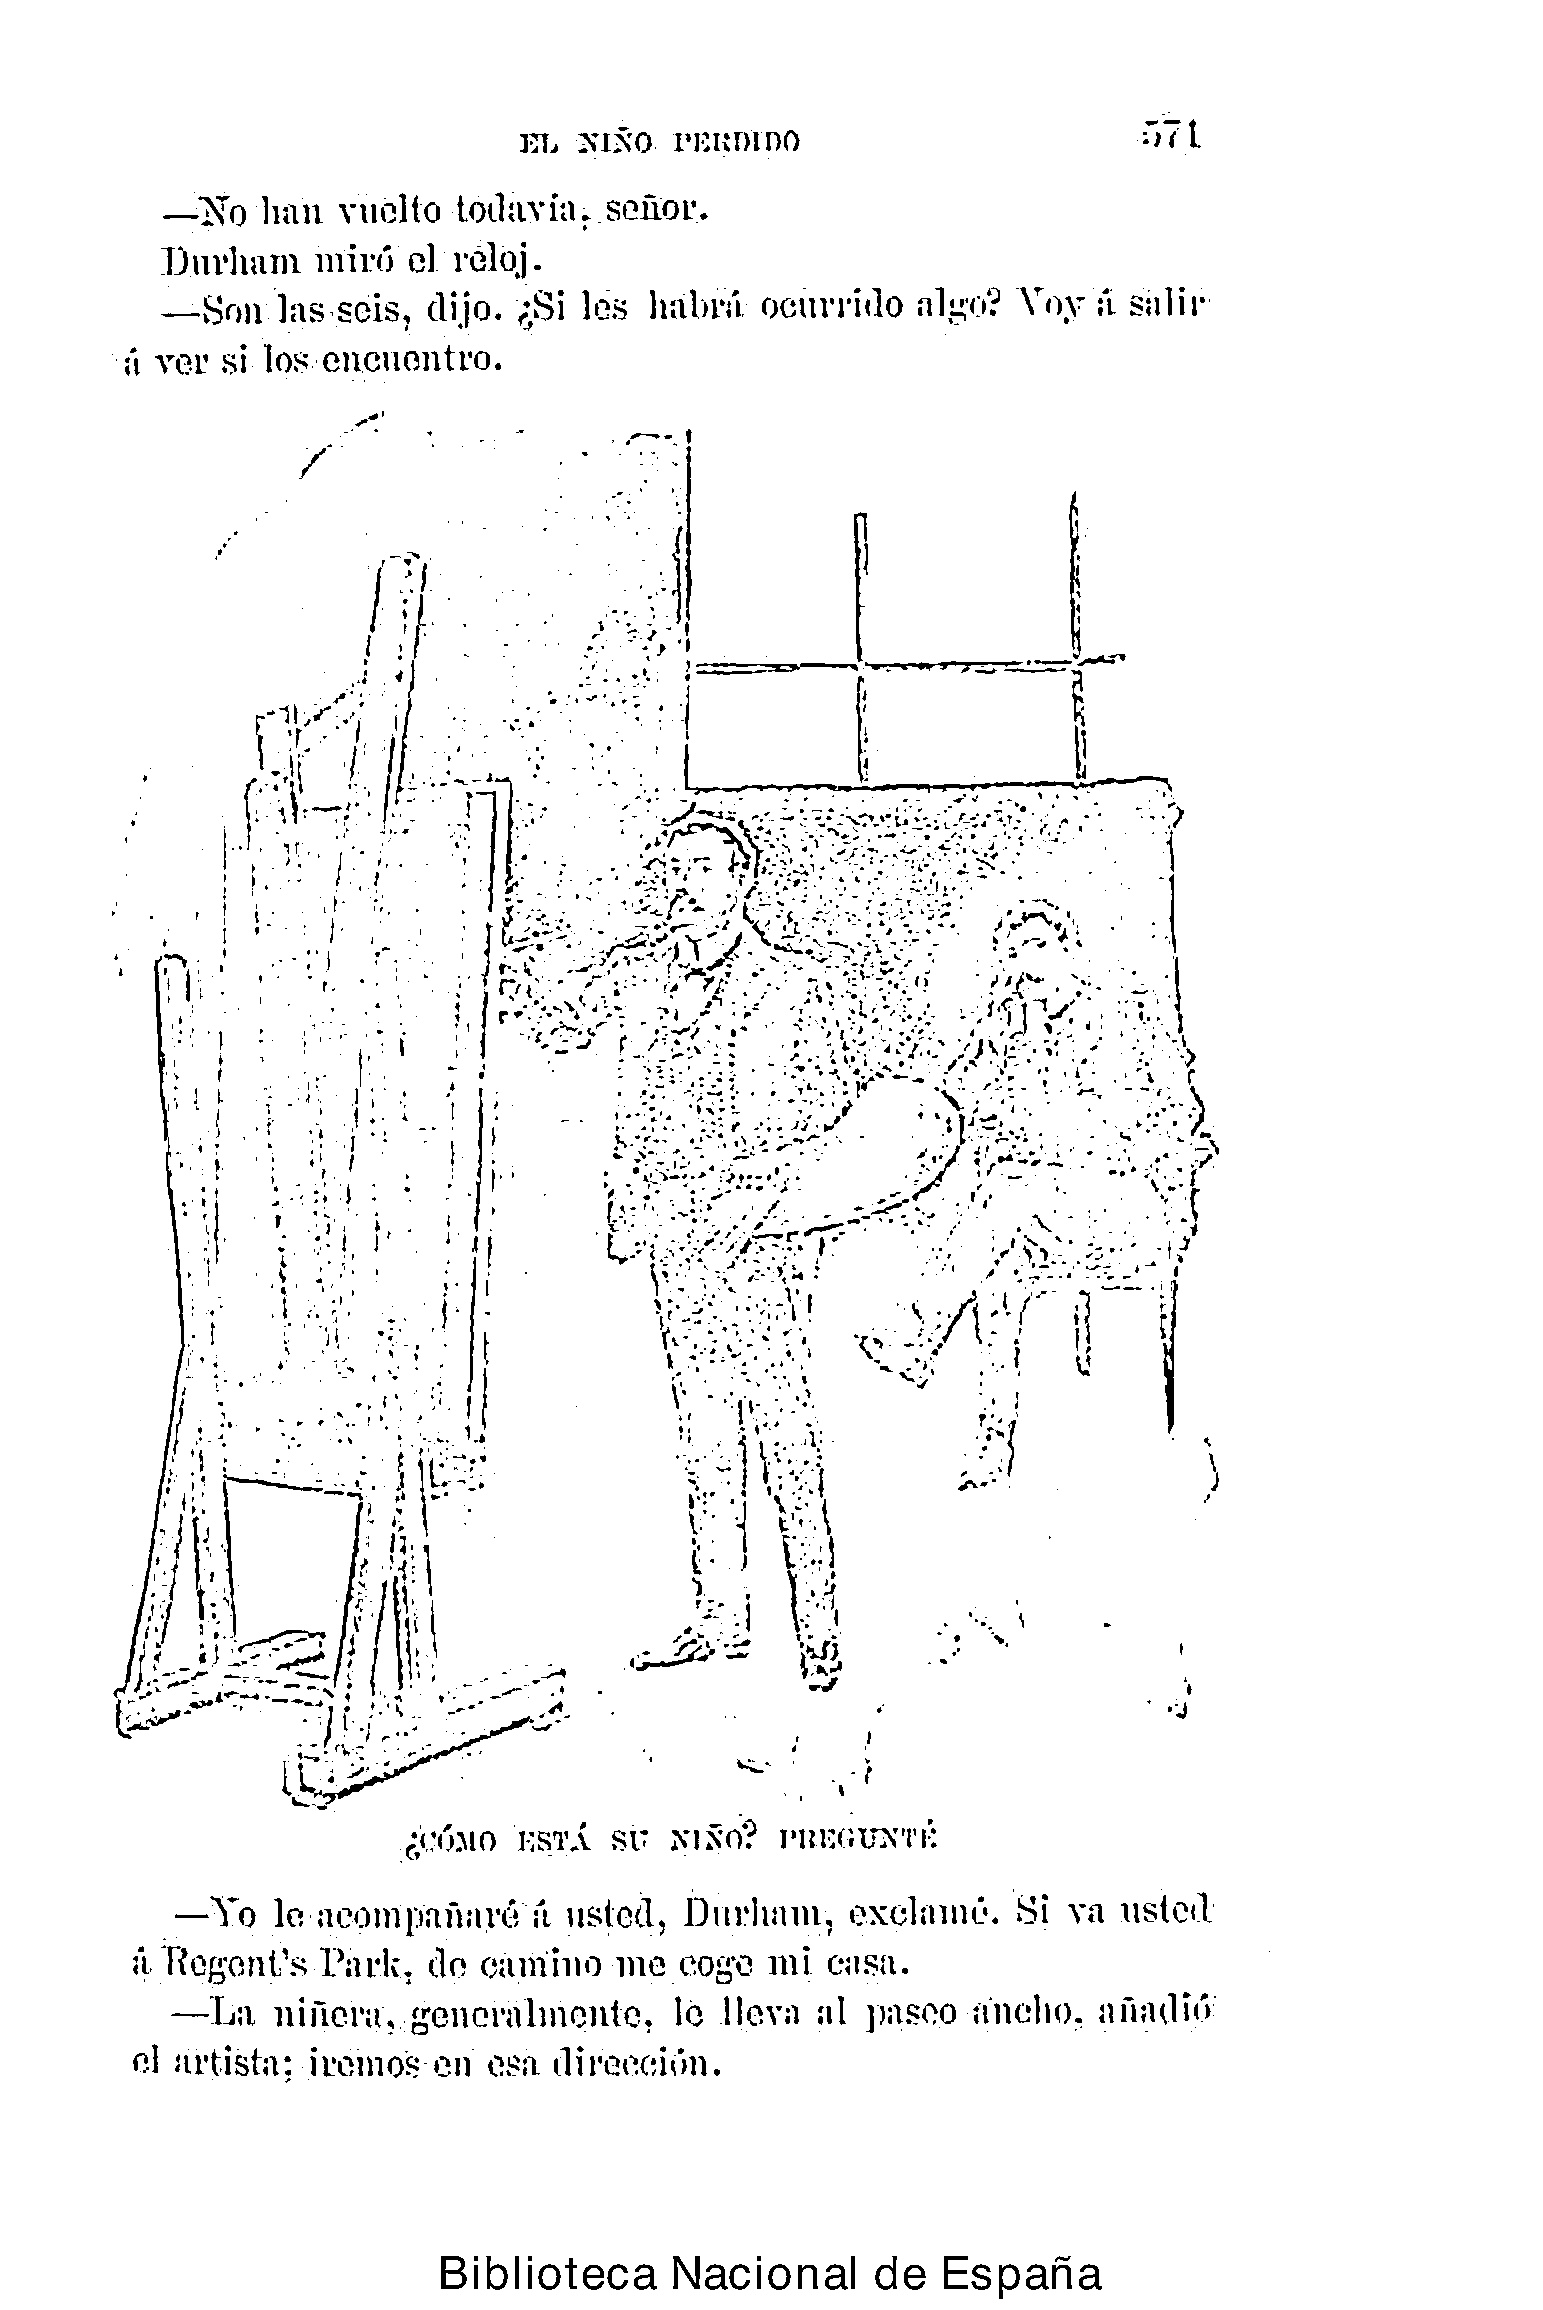 EL NIÑO PERDIDO 571
—No han vuelto todavía, señor.
Durham miró el reloj.
—Son las seis, dijo. ¿Si les habrá ocurrido algo? Voy á salir
á ver si los encuentro.
¿CÓMO ESTÁ SU NIÑO? PREGUNTÉ
—Yo le acompañaré á usted, Durham, exclamé. Si va usted
á Regent's Park, de camino me coge mi casa.
—La niñera, generalmente, le lleva al paseo ancho, añadió
el artista; iremos en esa dirección.
Biblioteca Nacional de España